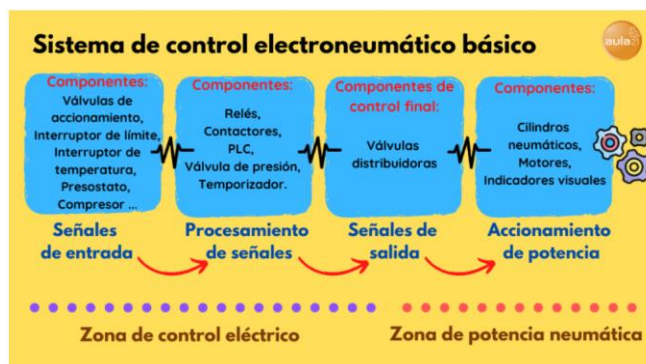 Sistema de control electroneumático básico
aula21
Componentes:
Válvulas de
accionamiento,
Interruptor de límite,
Interruptor de
temperatura,
Presostato,
Compresor ...
Componentes:
Relés,
Contactores,
PLC,
Válvula de presión,
Temporizador.
Componentes de
control final:
Válvulas
distribuidoras
Componentes:
Cilindros
neumáticos,
Motores,
Indicadores visuales
Señales
de entrada
Procesamiento
de señales
Señales de
salida
Accionamiento
de potencia
Zona de control eléctrico
Zona de potencia neumática